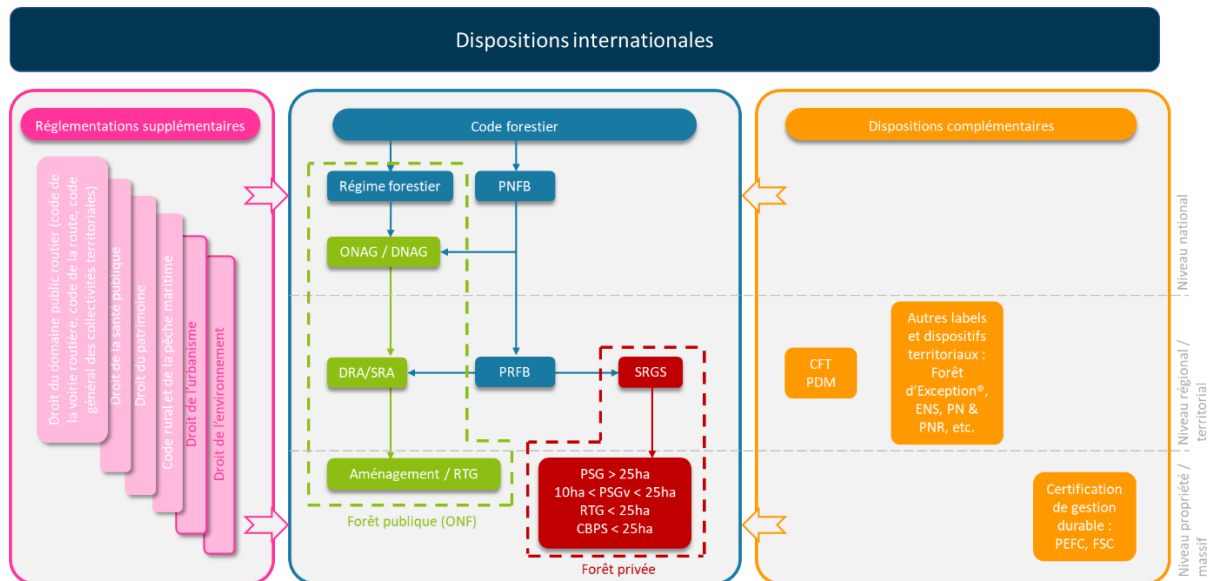 Dispositions internationales
Réglementations supplémentaires
Droit du domaine public routier (code de
la voirie routière, code de la route, code
général des collectivités territoriales)
Droit de la santé publique
Droit du patrimoine
Code rural et de la pêche maritime
Droit de l'urbanisme
Droit de l'environnement
Code forestier
Régime forestier
PNFB
ONAG / DNAG
DRA/SRA
PRFB
SRGS
Aménagement / RTG
Forêt publique (ONF)
PSG > 25ha
10ha < PSGv < 25ha
RTG < 25ha
CBPS < 25ha
Forêt privée
Dispositions complémentaires
CFT
PDM
Autres labels
et dispositifs
territoriaux :
Forêt
d'Exception®,
ENS, PN &
PNR, etc.
Certification
de gestion
durable :
PEFC, FSC
Niveau national
Niveau régional /
territorial
Niveau propriété /
massif